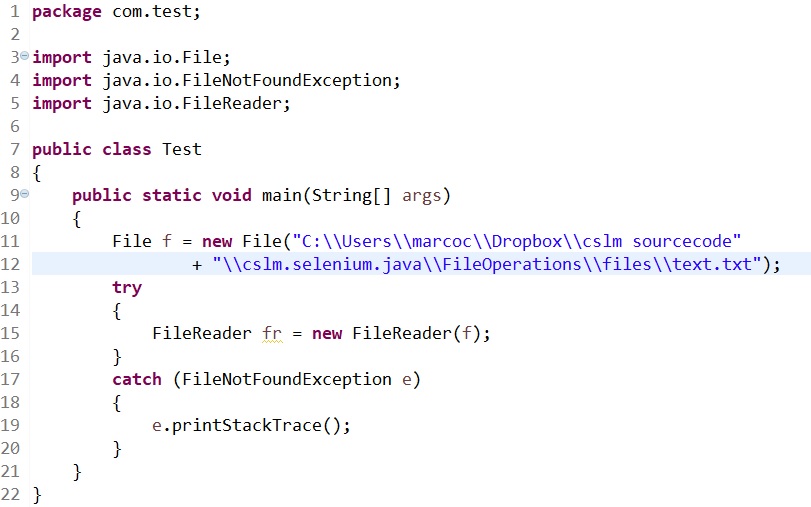 1 package com.test;
2
3 import java.io.File;
4 import java.io.FileNotFoundException;
5 import java.io.FileReader;
6
7 public class Test
8 {
9     public static void main(String[] args)
10     {
11         File f = new File("C:\\Users\\marcoc\\Dropbox\\cslm sourcecode"
12                 + "\\cslm.selenium.java\\FileOperations\\files\\text.txt");
13         try
14         {
15             FileReader fr = new FileReader(f);
16         }
17         catch (FileNotFoundException e)
18         {
19             e.printStackTrace();
20         }
21     }
22 }